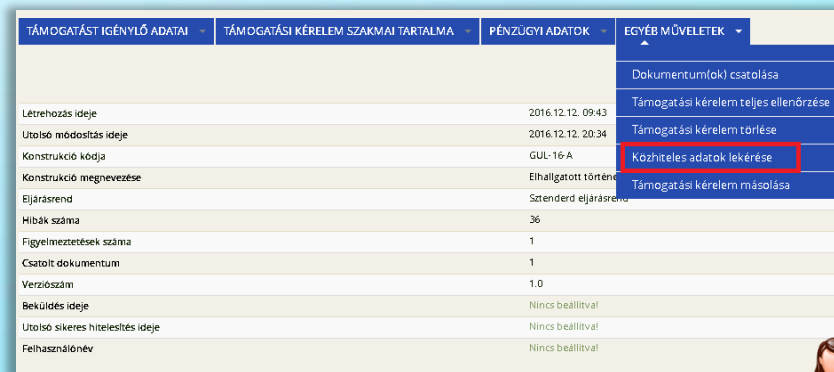 TÁMOGATÁST IGÉNYLŐ ADATAI TÁMOGATÁSI KÉRELEM SZAKMAI TARTALMA PÉNZÜGYI ADATOK EGYÉB MŰVELETEK
Dokumentum(ok) csatolása
Támogatási kérelem teljes ellenőrzése
Támogatási kérelem törlése
Közhiteles adatok lekérése
Támogatási kérelem másolása
Létrehozás ideje 2016.12.12. 09:43
Utolsó módosítás ideje 2016.12.12. 20:34
Konstrukció kódja GUL-16-A
Konstrukció megnevezése Elhallgatott történe
Eljárásrend Sztenderd eljárásrend
Hibák száma 36
Figyelmeztetések száma 1
Csatolt dokumentum 1
Verziószám 1.0
Beküldés ideje Nincs beállítva!
Utolsó sikeres hitelesítés ideje Nincs beállítva!
Felhasználónév Nincs beállítva!